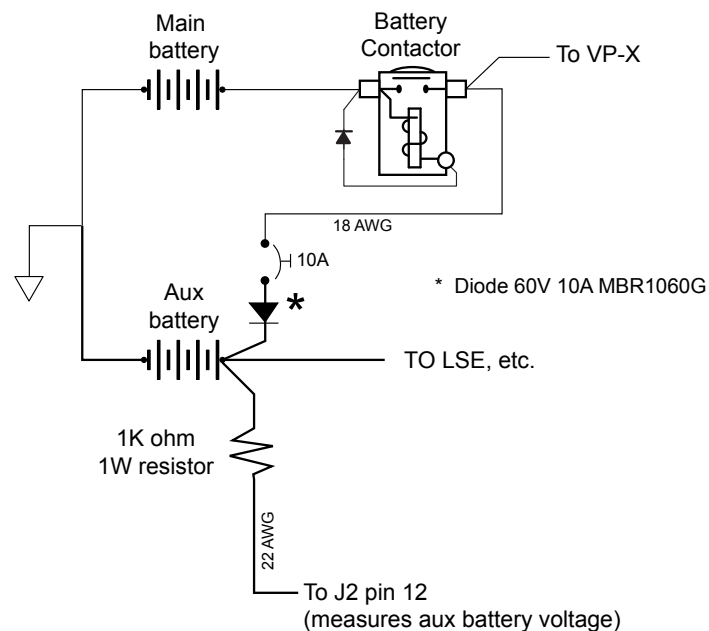 Main
battery
Battery
Contactor
To VP-X
18 AWG
10A
*
* Diode 60V 10A MBR1060G
Aux
battery
TO LSE, etc.
1K ohm
1W resistor
22 AWG
To J2 pin 12
(measures aux battery voltage)